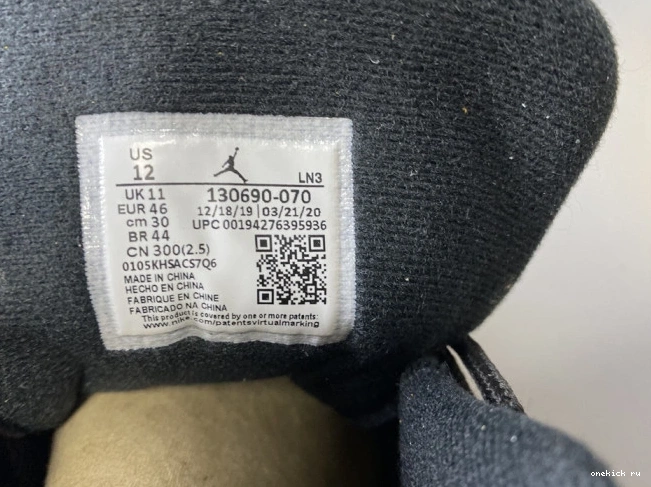 US
12
LN3
UK 11
130690-070
EUR 46
12/18/19 | 03/21/20
cm 30
UPC 00194276395936
BR 44
CN 300(2.5)
0105KHSACS7Q6
MADE IN CHINA
HECHO EN CHINA
FABRIQUE EN CHINE
FABRICADO NA CHINA
This product is covered by one or more patents:
www.nike.com/patentsvirtualmarking
onekick ru